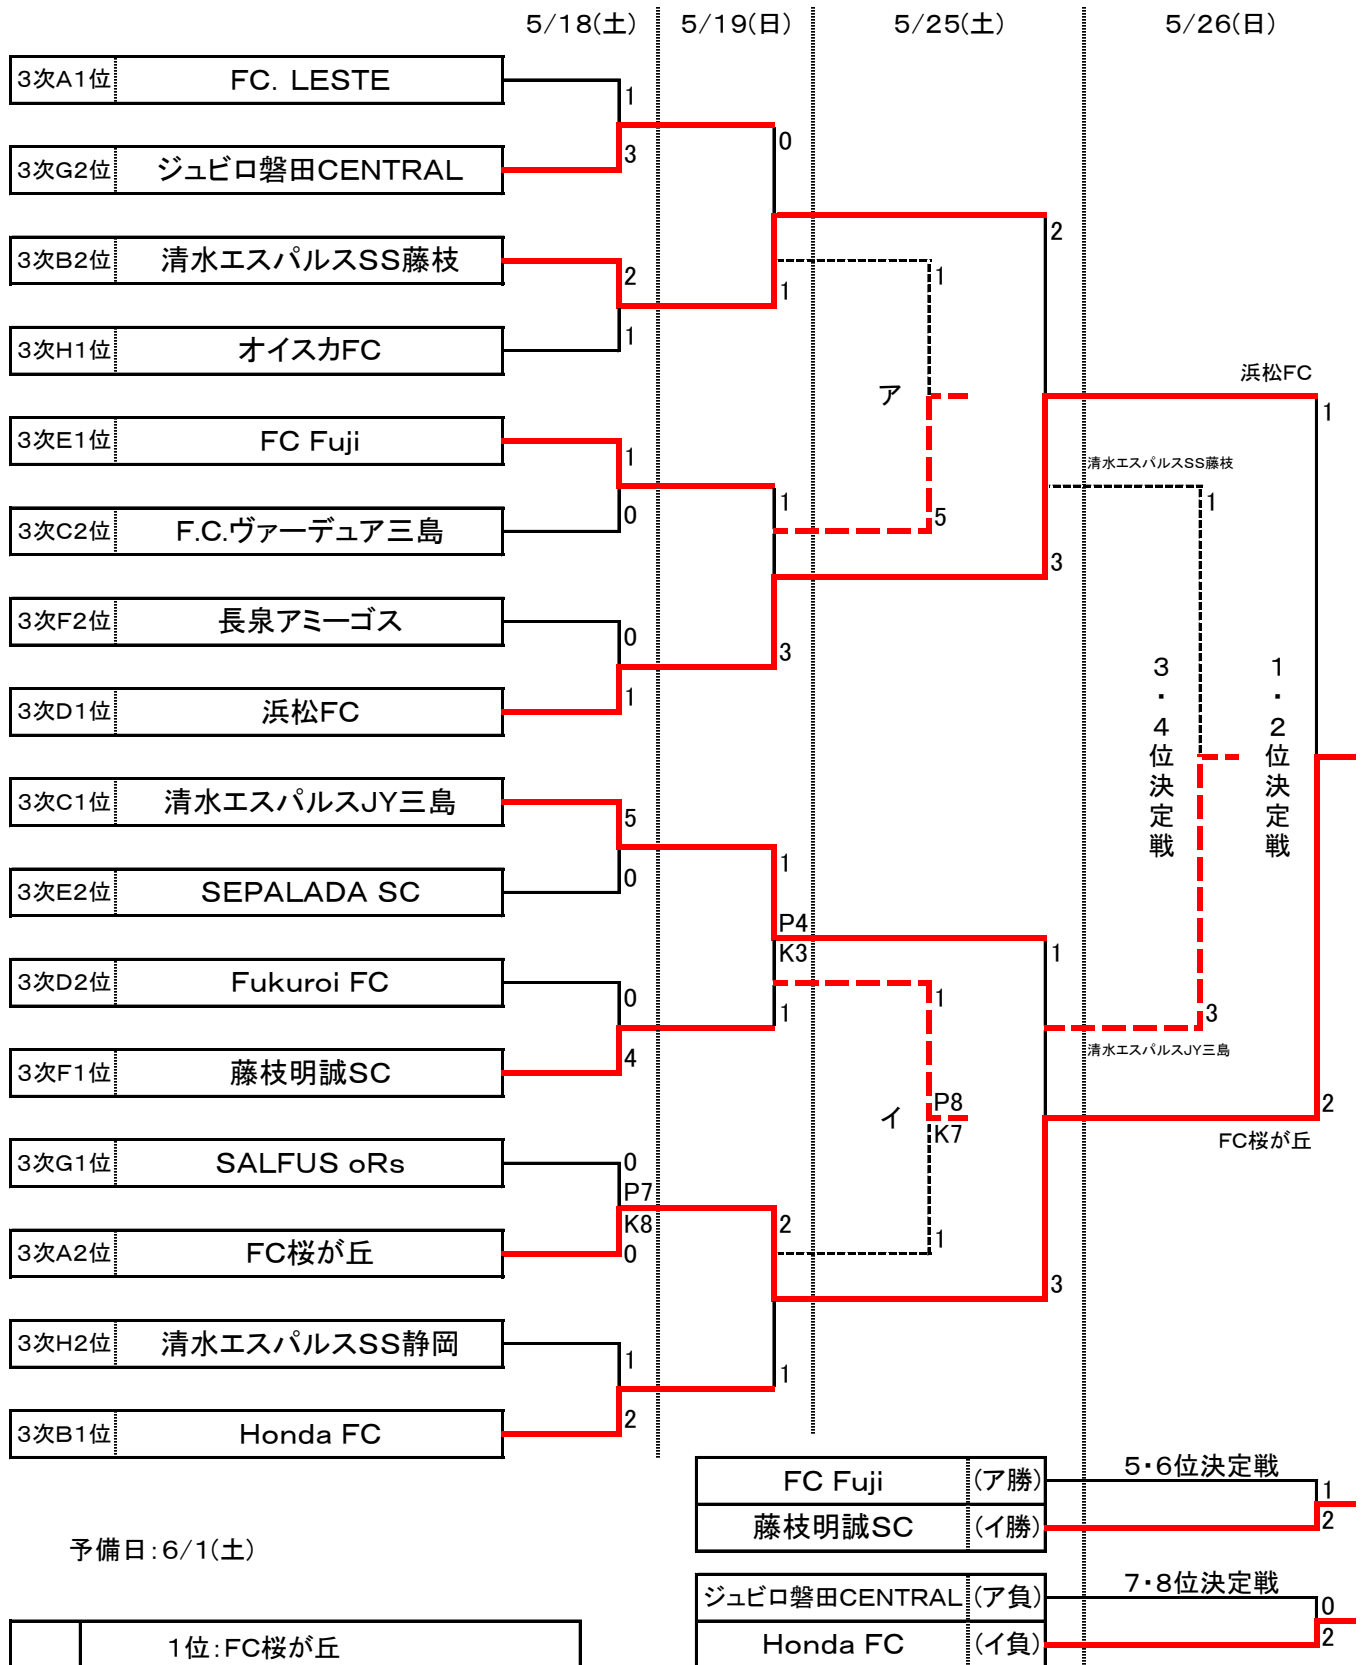 5/18(土) 5/19(日) 5/25(土) 5/26(日)
3次A1位 FC. LESTE
1
3次G2位 ジュビロ磐田CENTRAL
3
0
3次B2位 清水エスパルスSS藤枝
2
1
3次H1位 オイスカFC
1
2
1
ア
5
浜松FC
1
3次E1位 FC Fuji
1
1
3次C2位 F.C.ヴァーデュア三島
0
清水エスパルスSS藤枝
1
3
3次F2位 長泉アミーゴス
0
3
3次D1位 浜松FC
1
3・4位決定戦
1・2位決定戦
3次C1位 清水エスパルスJY三島
5
1
3次E2位 SEPALADA SC
0
P4
K3
1
3次D2位 Fukuroi FC
0
1
1
3
3次F1位 藤枝明誠SC
4
清水エスパルスJY三島
イ
P8
K7
2
FC桜が丘
3次G1位 SALFUS oRs
0
P7
K8
3次A2位 FC桜が丘
0
2
1
3
3次H2位 清水エスパルスSS静岡
1
1
3次B1位 Honda FC
2
FC Fuji (ア勝) 5・6位決定戦
1
藤枝明誠SC (イ勝)
2
予備日:6/1(土)
ジュビロ磐田CENTRAL (ア負) 7・8位決定戦
0
Honda FC (イ負)
2
1位:FC桜が丘